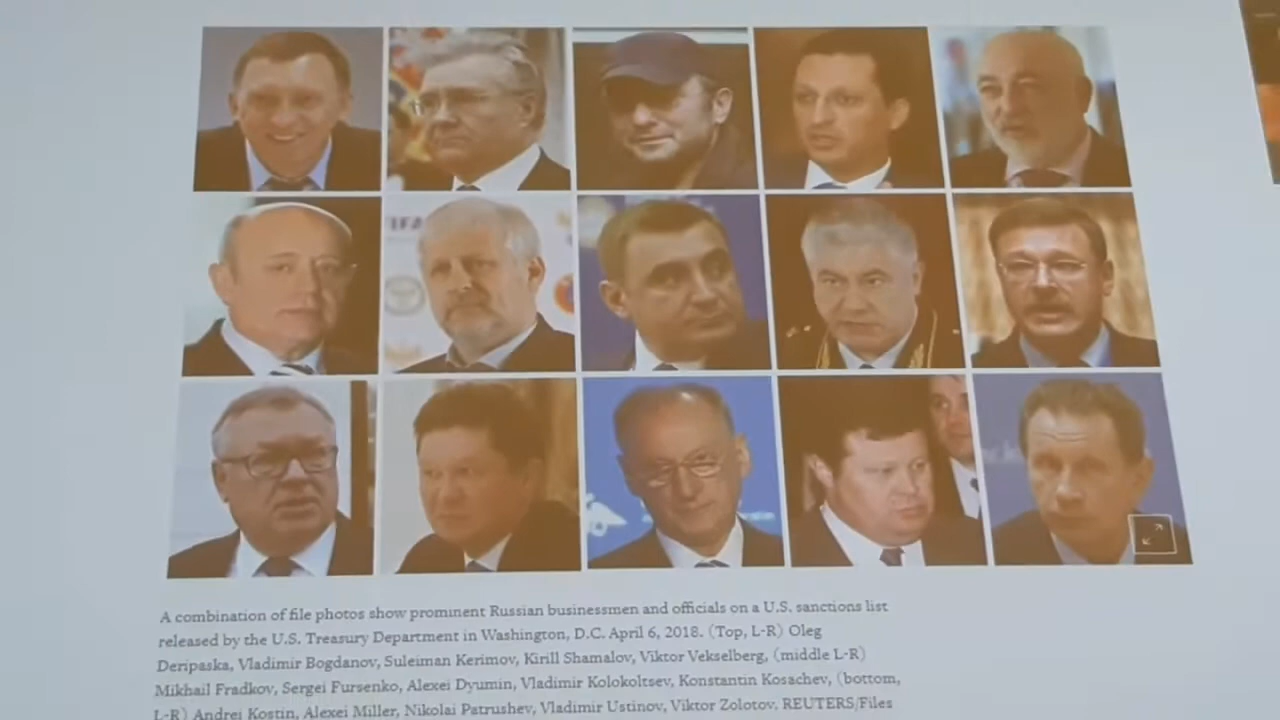 FIFA
A combination of file photos show prominent Russian businessmen and officials on a U.S. sanctions list
released by the U.S. Treasury Department in Washington, D.C. April 6, 2018. (Top, L-R) Oleg
Deripaska, Vladimir Bogdanov, Suleiman Kerimov, Kirill Shamalov, Viktor Vekselberg, (middle L-R)
Mikhail Fradkov, Sergei Fursenko, Alexei Dyumin, Vladimir Kolokoltsev, Konstantin Kosachev, (bottom,
L-R) Andrei Kostin, Alexei Miller, Nikolai Patrushev, Vladimir Ustinov, Viktor Zolotov. REUTERS/Files